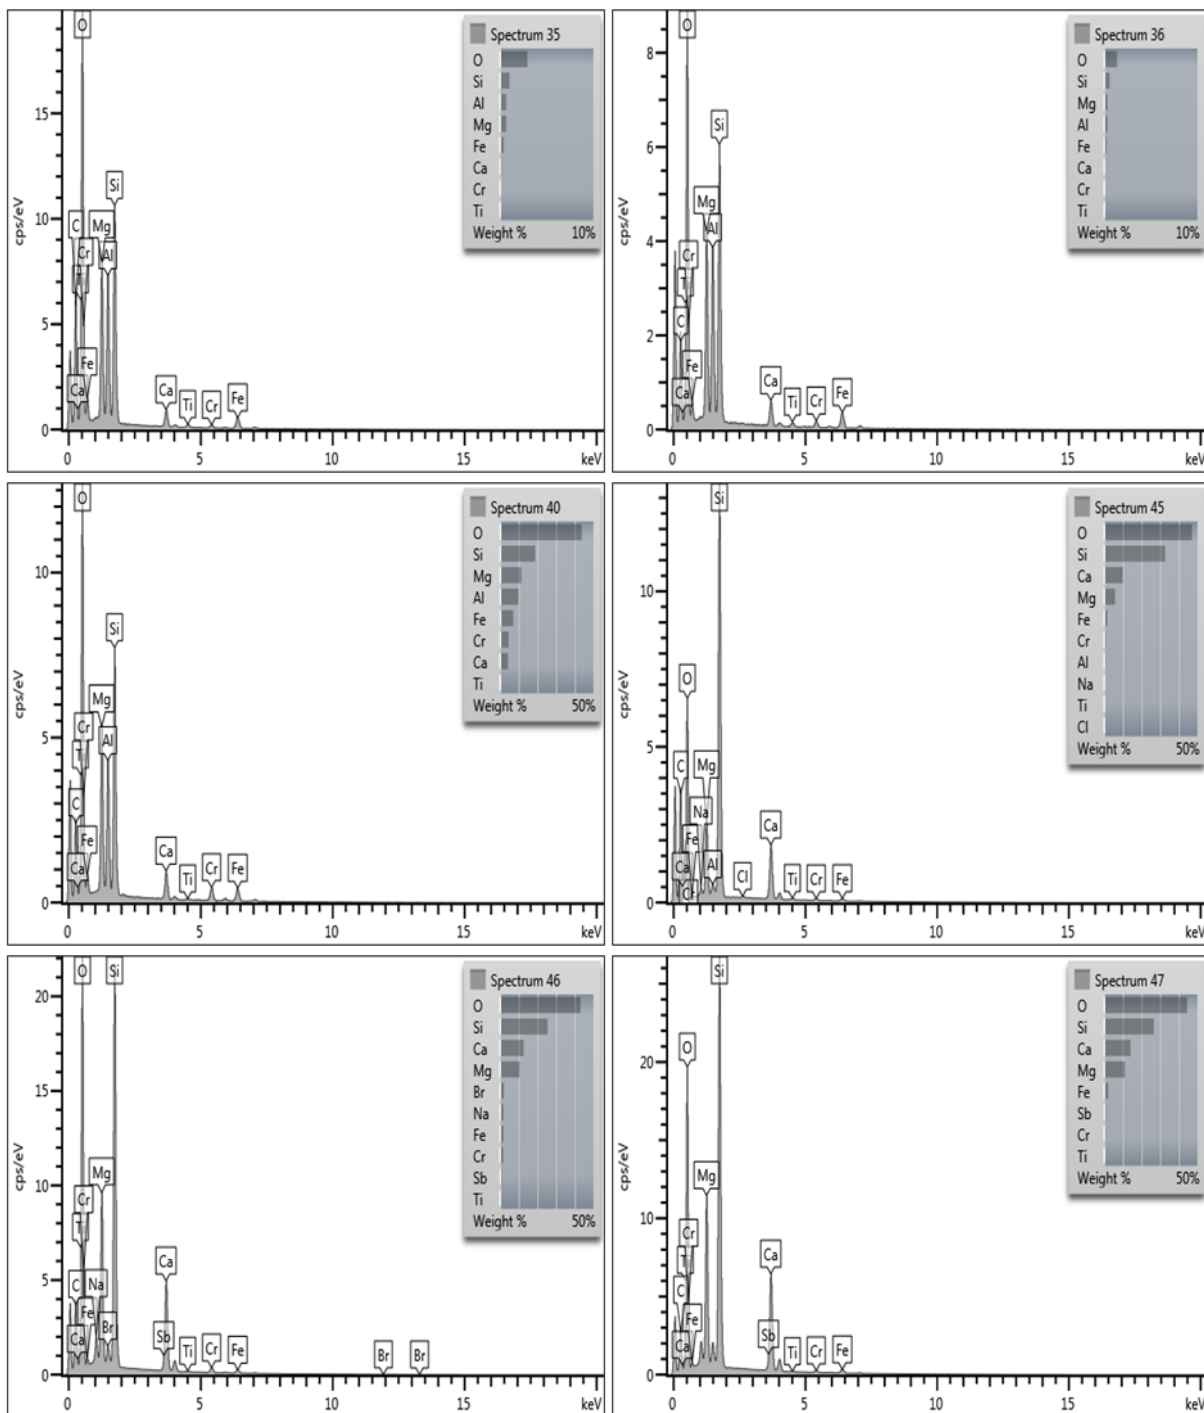 Spectrum 35
O
Si
Al
Mg
Fe
Ca
Cr
Ti
Weight % 10%
cps/eV
15
10
5
0
O
Si
C
Mg
Cr
Al
Fe
Ca
Ca
Ti
Cr
Fe
0 5 10 15 keV
Spectrum 36
O
Si
Mg
Al
Fe
Ca
Cr
Ti
Weight % 10%
cps/eV
8
6
4
2
0
O
Si
Mg
Al
Cr
T
C
Fe
Ca
Ca
Ti
Cr
Fe
0 5 10 15 keV
Spectrum 40
O
Si
Mg
Al
Fe
Cr
Ca
Ti
Weight % 50%
cps/eV
10
5
0
O
Si
Mg
Cr
Al
C
Fe
Ca
Ca
Ti
Cr
Fe
0 5 10 15 keV
Spectrum 45
O
Si
Ca
Mg
Fe
Cr
Al
Na
Ti
Cl
Weight % 50%
cps/eV
10
5
0
Si
O
C
Mg
Na
Fe
Ca
Al
Cl
Ca
Ti
Cr
Fe
0 5 10 15 keV
Spectrum 46
O
Si
Ca
Mg
Br
Na
Fe
Cr
Sb
Ti
Weight % 50%
cps/eV
20
15
10
5
0
O
Si
Mg
Cr
C
Na
Fe
Br
Ca
Ca
Sb
Ti
Cr
Fe
Br
Br
0 5 10 15 keV
Spectrum 47
O
Si
Ca
Mg
Fe
Sb
Cr
Ti
Weight % 50%
cps/eV
20
10
0
Si
O
Mg
Cr
C
Fe
Ca
Ca
Sb
Ti
Cr
Fe
0 5 10 15 keV